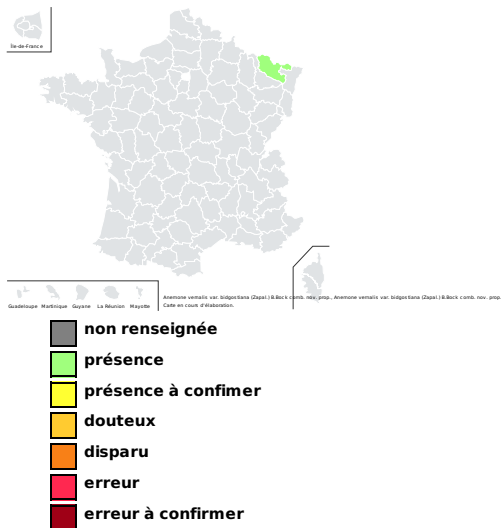 Île-de-France
Guadeloupe Martinique Guyane La Réunion Mayotte
Anemone vernalis var. bidgostiana (Zapal.) B.Bock comb. nov. prop., Anemone vernalis var. bidgostiana (Zapal.) B.Bock comb. nov. prop.
Carte en cours d'élaboration.
non renseignée
présence
présence à confimer
douteux
disparu
erreur
erreur à confirmer